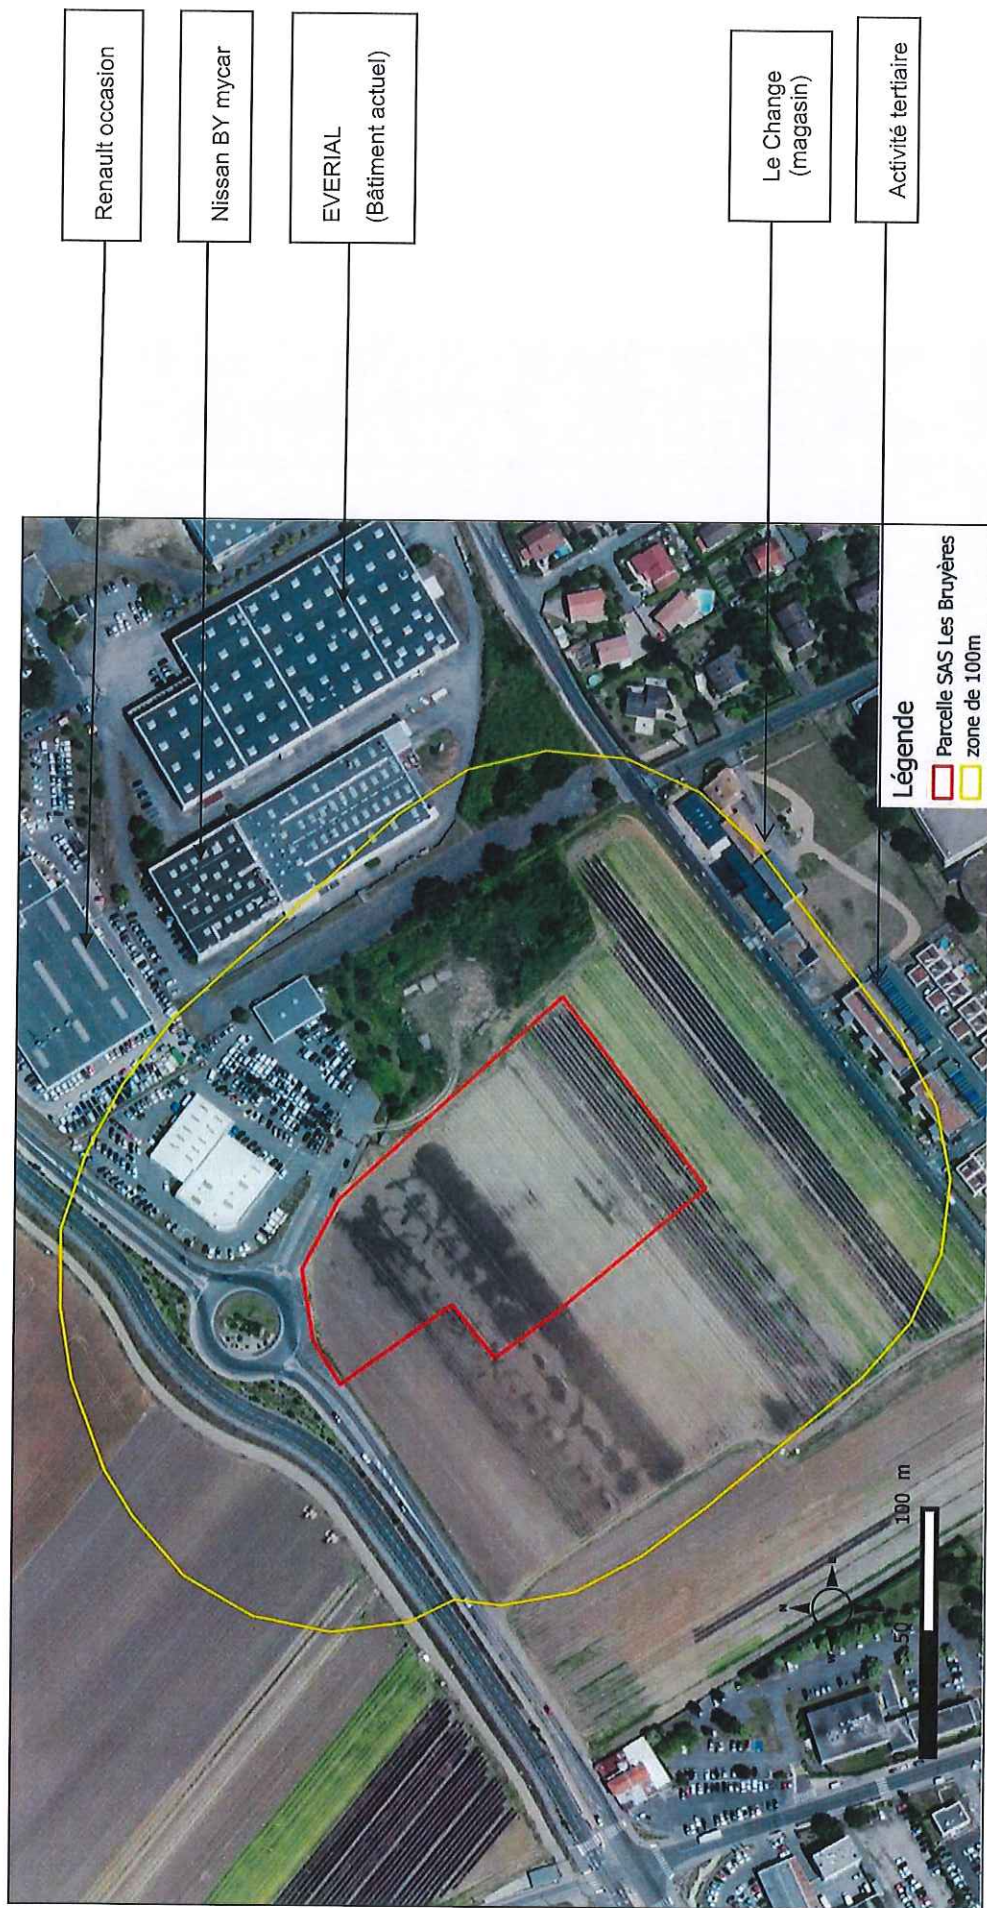 Renault occasion
Nissan BY mycar
EVERIAL
(Bâtiment actuel)
Le Change
(magasin)
Activité tertiaire
Légende
Parcelle SAS Les Bruyères
zone de 100m
N
50
100 m